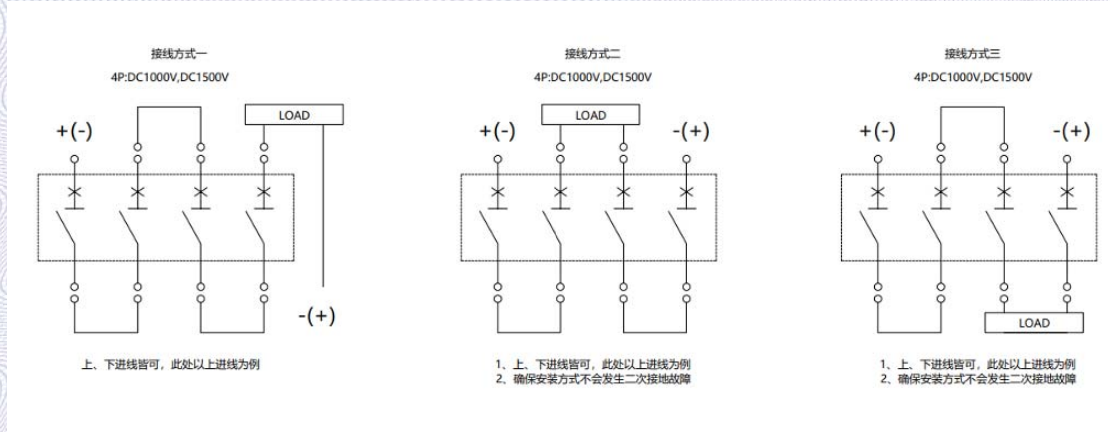 接线方式一
4P:DC1000V,DC1500V
LOAD
+(-)
-(+)
上、下进线皆可，此处以上进线为例
接线方式二
4P:DC1000V,DC1500V
LOAD
+(-)
-(+)
1、上、下进线皆可，此处以上进线为例
2、确保安装方式不会发生二次接地故障
接线方式三
4P:DC1000V,DC1500V
+(-)
-(+)
LOAD
1、上、下进线皆可，此处以上进线为例
2、确保安装方式不会发生二次接地故障